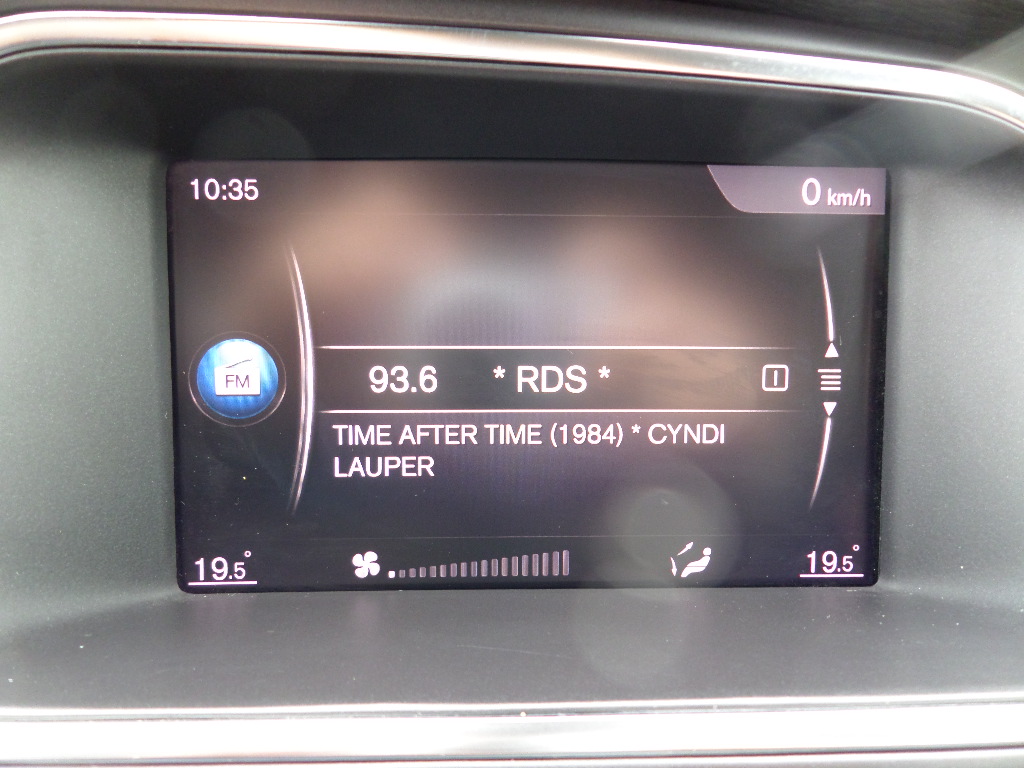 10:35
0 km/h
FM
93.6 * RDS *
TIME AFTER TIME (1984) * CYNDI
LAUPER
19.5°
19.5°